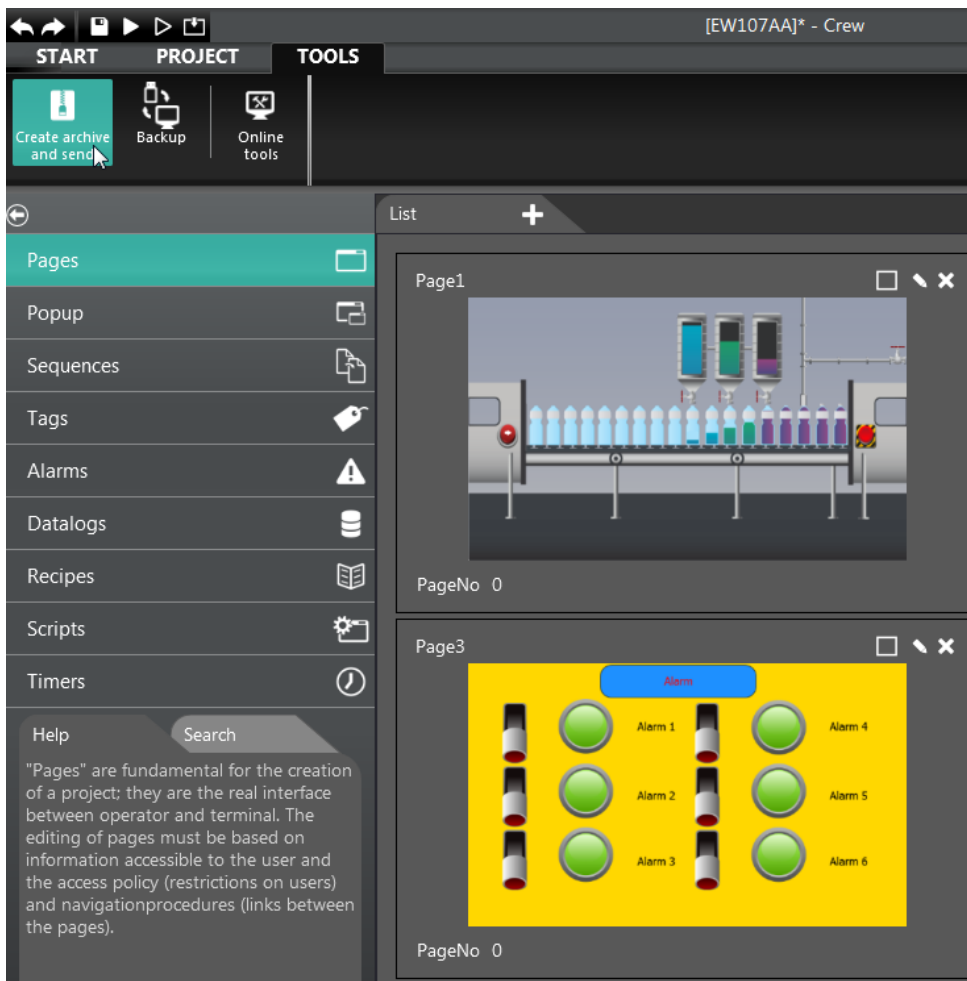 [EW107AA]* - Crew
START PROJECT TOOLS
Create archive
and send
Backup
Online
tools
List
Pages
Popup
Sequences
Tags
Alarms
Datalogs
Recipes
Scripts
Timers
Help Search
"Pages" are fundamental for the creation
of a project; they are the real interface
between operator and terminal. The
editing of pages must be based on
information accessible to the user and
the access policy (restrictions on users)
and navigationprocedures (links between
the pages).
Page1
PageNo 0
Page3
Alarm
Alarm 1 Alarm 4
Alarm 2 Alarm 5
Alarm 3 Alarm 6
PageNo 0